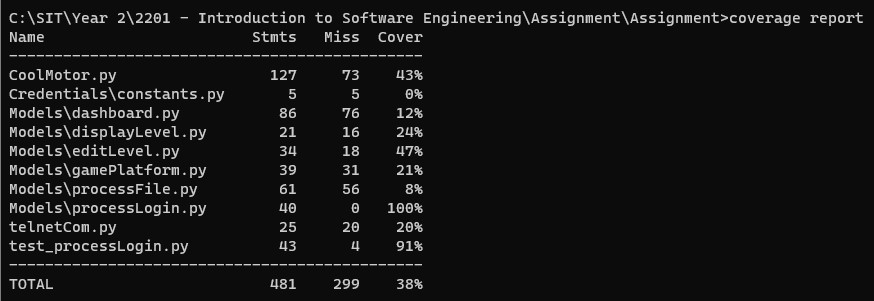 C:\SIT\Year 2\2201 - Introduction to Software Engineering\Assignment\Assignment>coverage report
Name                      Stmts   Miss  Cover
---------------------------------------------
CoolMotor.py                127     73    43%
Credentials\constants.py      5      5     0%
Models\dashboard.py          86     76    12%
Models\displayLevel.py       21     16    24%
Models\editLevel.py          34     18    47%
Models\gamePlatform.py       39     31    21%
Models\processFile.py        61     56     8%
Models\processLogin.py       40      0   100%
telnetCom.py                 25     20    20%
test_processLogin.py         43      4    91%
---------------------------------------------
TOTAL                       481    299    38%